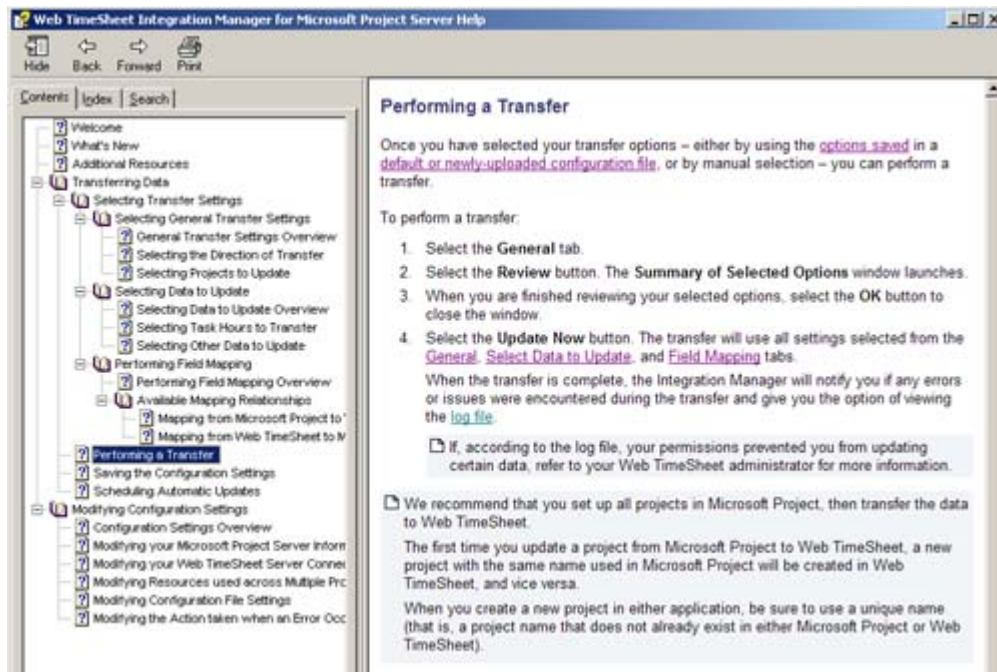 Web TimeSheet Integration Manager for Microsoft Project Server Help
Hide Back Forward Print
Contents Index Search
Welcome
What's New
Additional Resources
Transferring Data
Selecting Transfer Settings
Selecting General Transfer Settings
General Transfer Settings Overview
Selecting the Direction of Transfer
Selecting Projects to Update
Selecting Data to Update
Selecting Data to Update Overview
Selecting Task Hours to Transfer
Selecting Other Data to Update
Performing Field Mapping
Performing Field Mapping Overview
Available Mapping Relationships
Mapping from Microsoft Project to
Mapping from Web TimeSheet to M
Performing a Transfer
Saving the Configuration Settings
Scheduling Automatic Updates
Modifying Configuration Settings
Configuration Settings Overview
Modifying your Microsoft Project Server Inform
Modifying your Web TimeSheet Server Connec
Modifying Resources used across Multiple Pro
Modifying Configuration File Settings
Modifying the Action taken when an Error Occ
Performing a Transfer
Once you have selected your transfer options – either by using the options saved in a
default or newly-uploaded configuration file, or by manual selection – you can perform a
transfer.
To perform a transfer:
1. Select the General tab.
2. Select the Review button. The Summary of Selected Options window launches.
3. When you are finished reviewing your selected options, select the OK button to
close the window.
4. Select the Update Now button. The transfer will use all settings selected from the
General, Select Data to Update, and Field Mapping tabs.
When the transfer is complete, the Integration Manager will notify you if any errors
or issues were encountered during the transfer and give you the option of viewing
the log file.
If, according to the log file, your permissions prevented you from updating
certain data, refer to your Web TimeSheet administrator for more information.
We recommend that you set up all projects in Microsoft Project, then transfer the data
to Web TimeSheet.
The first time you update a project from Microsoft Project to Web TimeSheet, a new
project with the same name used in Microsoft Project will be created in Web
TimeSheet, and vice versa.
When you create a new project in either application, be sure to use a unique name
(that is, a project name that does not already exist in either Microsoft Project or Web
TimeSheet).